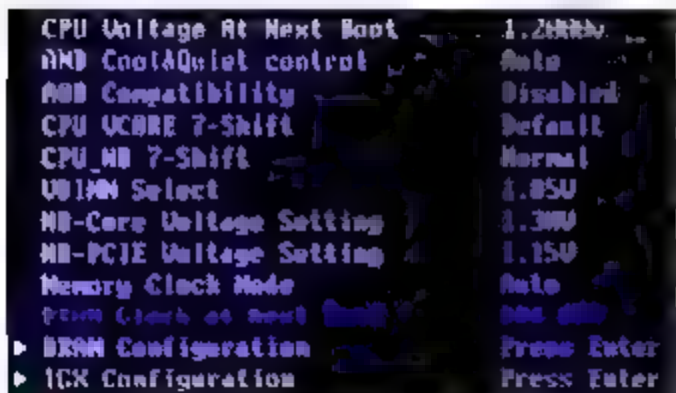 CPU Voltage At Next Boot
AMD Cool&Quiet control Auto
AOD Compatibility Disabled
CPU VCORE 7-Shift Default
CPU_NB 7-Shift Normal
Select 1.85V
NB-Core Voltage Setting
NB-PCIE Voltage Setting 1.15V
Memory Clock Mode Auto
▶ DRAM Configuration Press Enter
▶ Configuration Press Enter